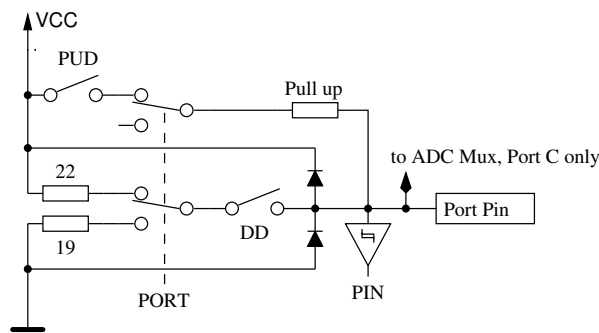 VCC
PUD
Pull up
to ADC Mux, Port C only
22
Port Pin
19
DD
PIN
PORT